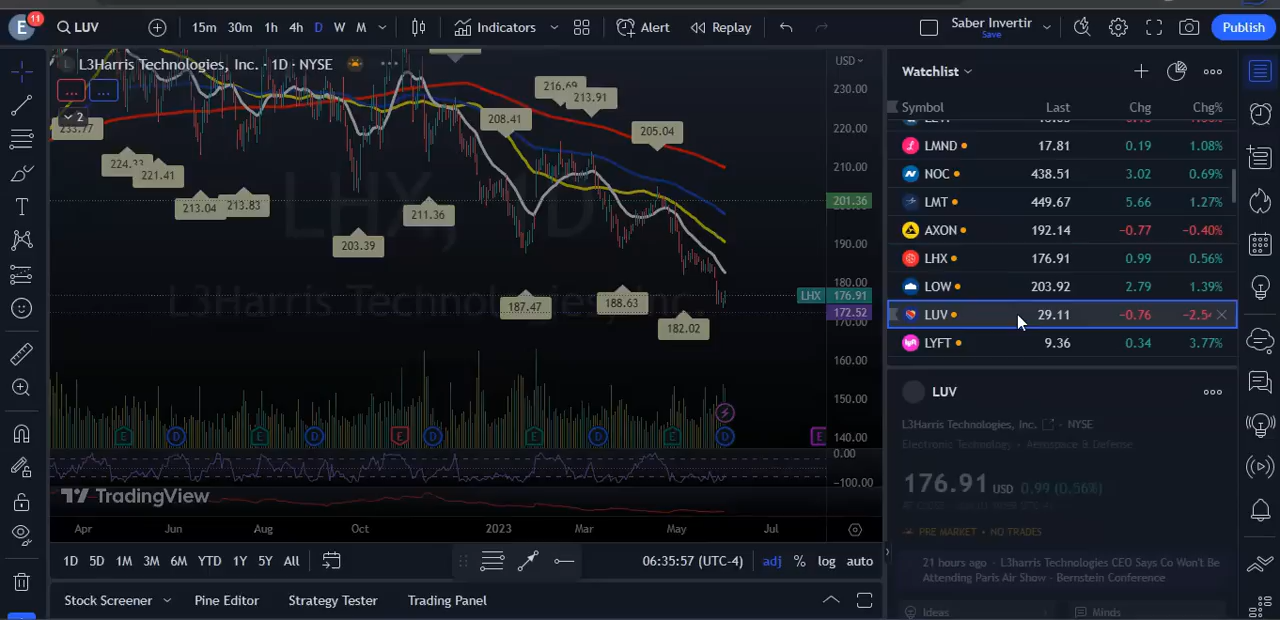 E 11 LUV 15m 30m 1h 4h D W M Indicators Alert Replay Saber Invertir Save Publish
L3Harris Technologies, Inc. · 1D · NYSE
... ...
2
USD
230.00
220.00
210.00
201.36
190.00
180.00
LHX 176.91
172.52
170.00
160.00
150.00
140.00
0.00
−100.00
233.77
224.33
221.41
213.04
213.83
203.39
211.36
208.41
216.69
213.91
205.04
187.47
188.63
182.02
LHX, 1D
L3Harris Technologies, Inc.
E D E D E D E D E D E
TradingView
Apr Jun Aug Oct 2023 Mar May Jul
1D 5D 1M 3M 6M YTD 1Y 5Y All 06:35:57 (UTC-4) adj % log auto
Stock Screener Pine Editor Strategy Tester Trading Panel
Watchlist
Symbol Last Chg Chg%
LMND 17.81 0.19 1.08%
NOC 438.51 3.02 0.69%
LMT 449.67 5.66 1.27%
AXON 192.14 −0.77 −0.40%
LHX 176.91 0.99 0.56%
LOW 203.92 2.79 1.39%
LUV 29.11 −0.76
LYFT 9.36 0.34 3.77%
LUV
L3Harris Technologies, Inc. · NYSE
Electronic Technology · Aerospace & Defense
176.91 USD 0.99 (0.56%)
PRE MARKET • NO TRADES
21 hours ago · L3Harris Technologies CEO Says Co Won't Be
Attending Paris Air Show - Bernstein Conference
Ideas Minds